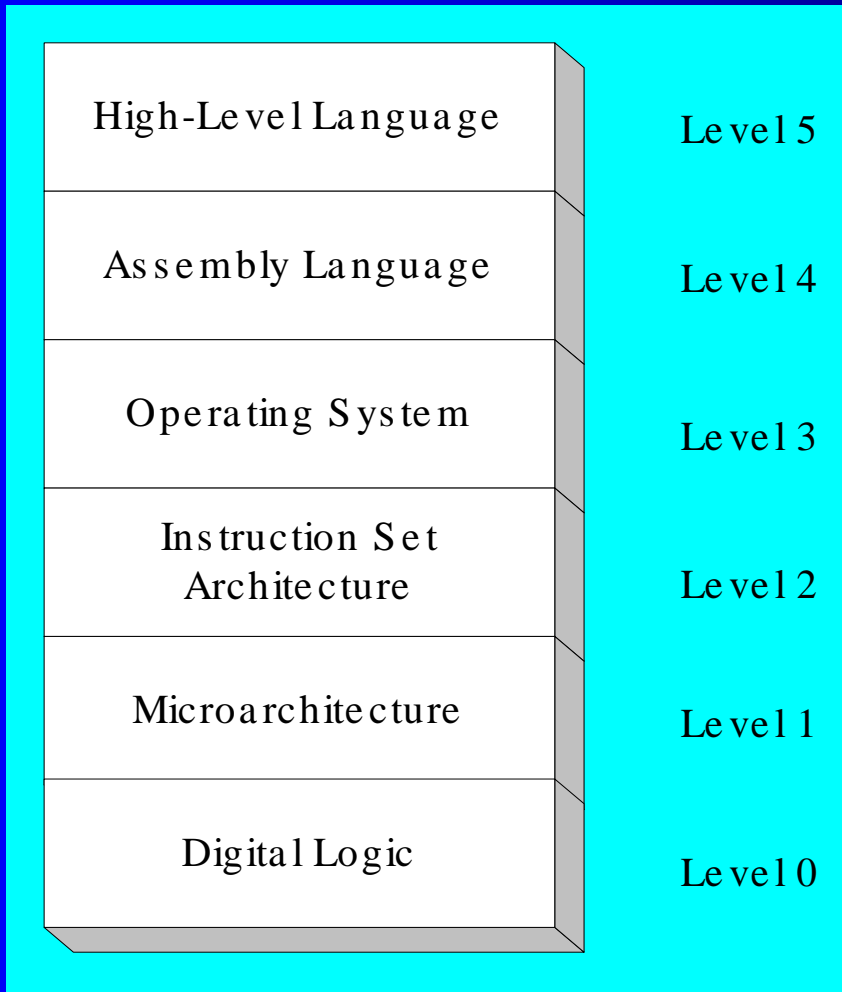 High-Level Language
Level 5
Assembly Language
Level 4
Operating System
Level 3
Instruction Set
Architecture
Level 2
Microarchitecture
Level 1
Digital Logic
Level 0